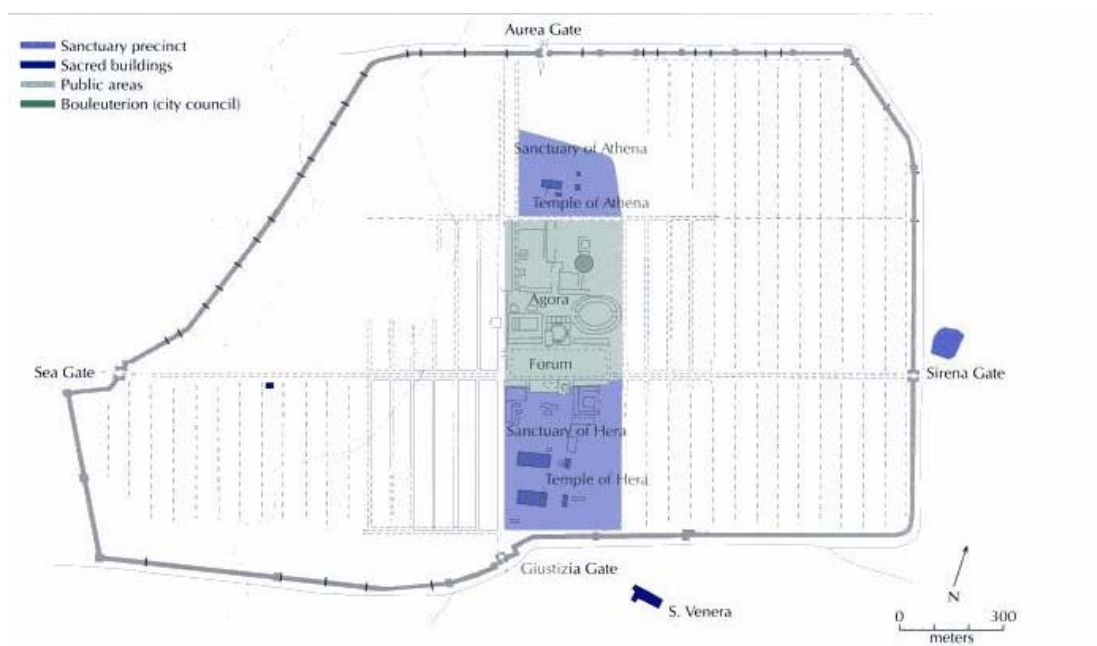 Aurea Gate
Sanctuary precinct
Sacred buildings
Public areas
Bouleuterion (city council)
Sanctuary of Athena
Temple of Athena
Agora
Forum
Sea Gate
Sirena Gate
Sanctuary of Hera
Temple of Hera
Giustizia Gate
S. Venera
N
0 300
meters